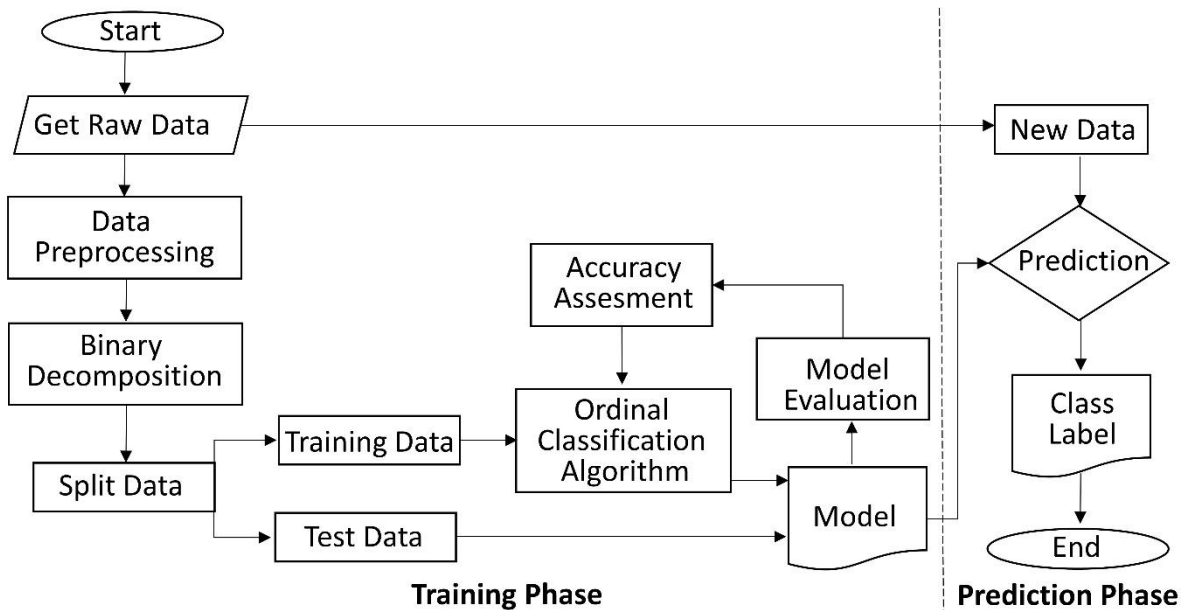 Start
Get Raw Data
New Data
Data
Preprocessing
Accuracy
Assesment
Prediction
Binary
Decomposition
Model
Evaluation
Ordinal
Classification
Algorithm
Class
Label
Training Data
Split Data
Model
Test Data
End
Training Phase
Prediction Phase